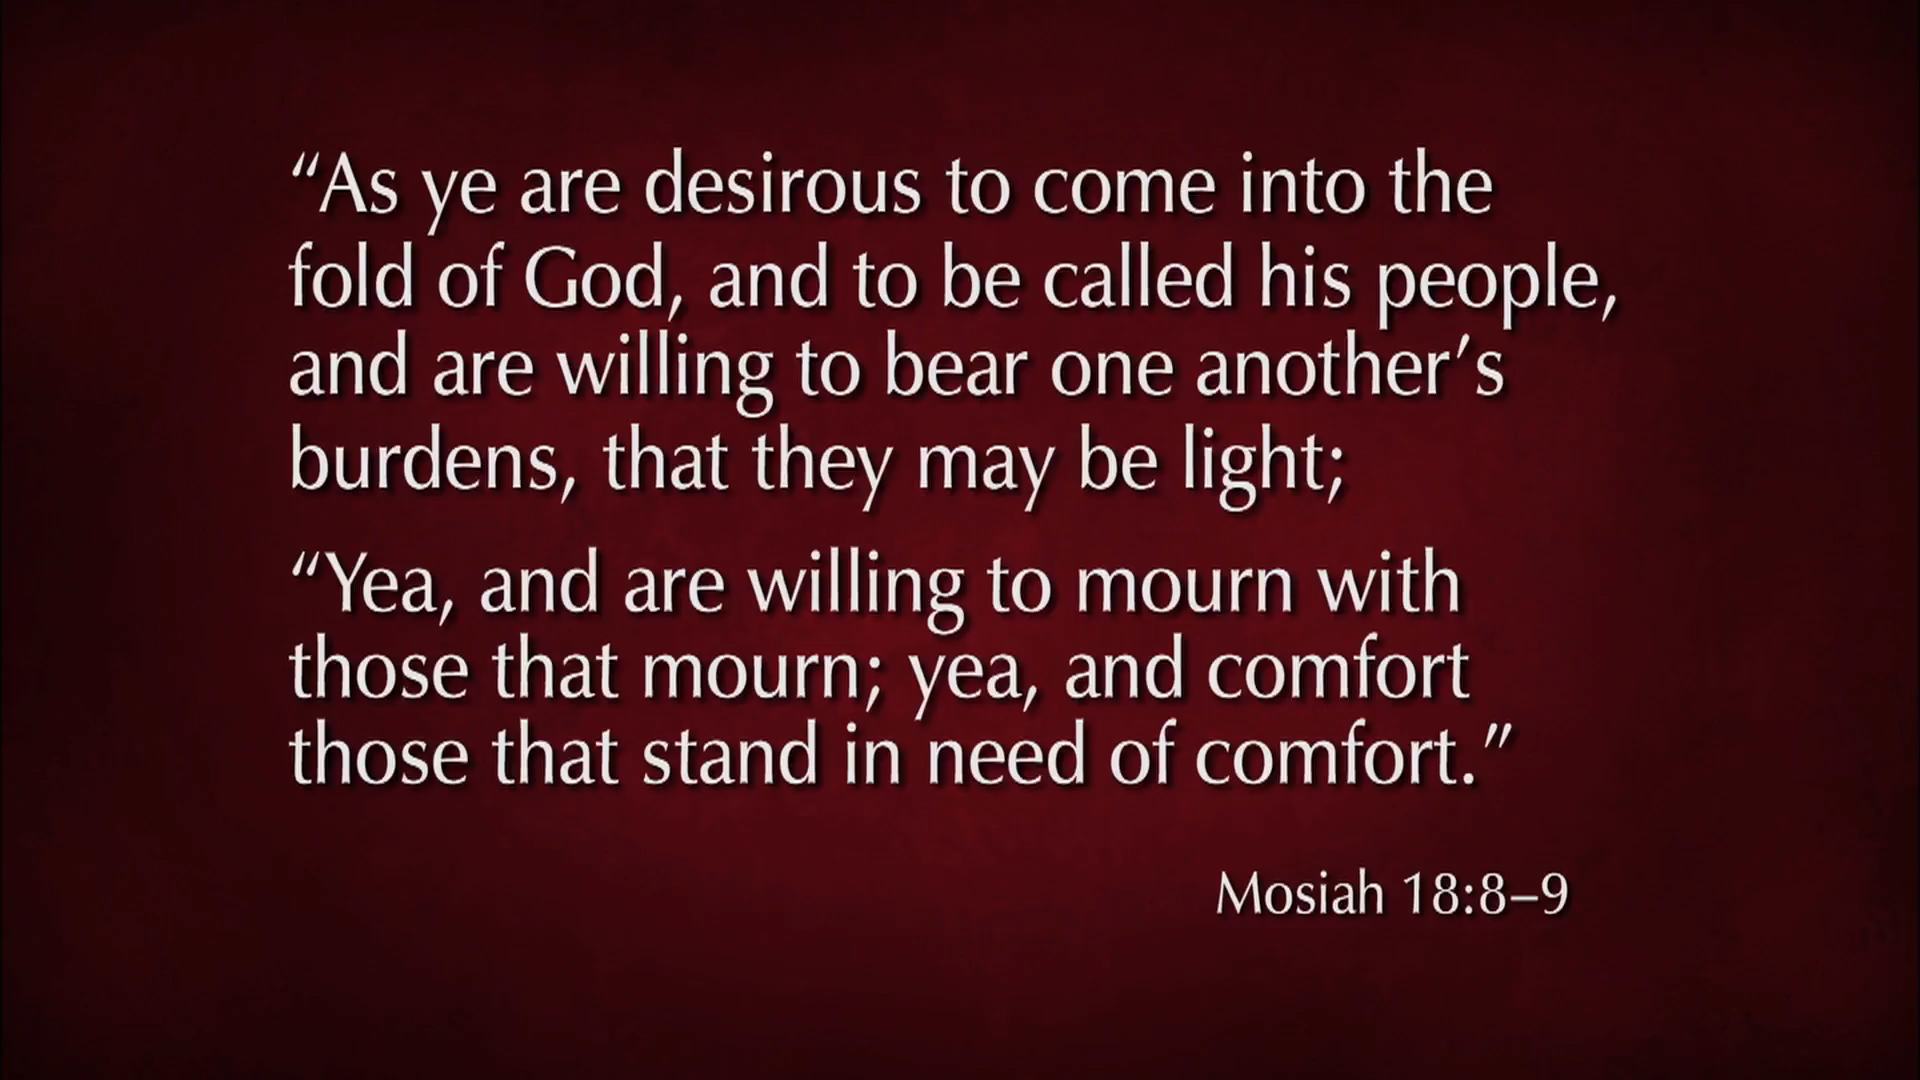 “As ye are desirous to come into the
fold of God, and to be called his people,
and are willing to bear one another’s
burdens, that they may be light;
“Yea, and are willing to mourn with
those that mourn; yea, and comfort
those that stand in need of comfort.”
Mosiah 18:8–9